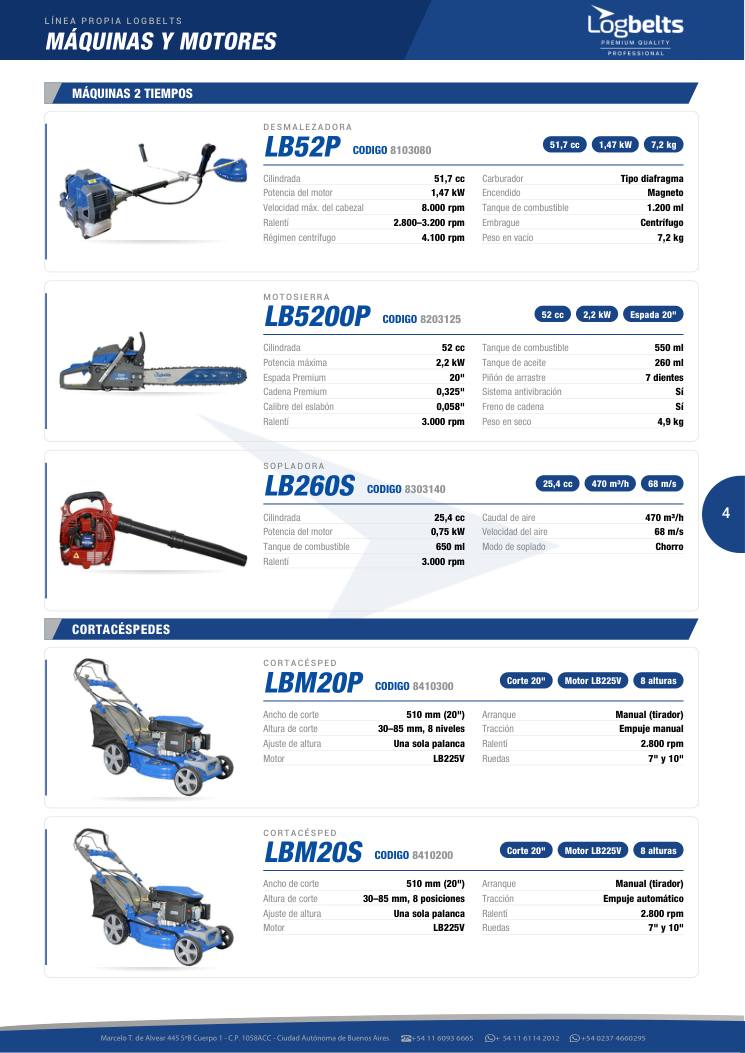 LÍNEA PROPIA LOGBELTS
MÁQUINAS Y MOTORES
Logbelts
PREMIUM QUALITY
PROFESSIONAL
MÁQUINAS 2 TIEMPOS
DESMALEZADORA
LB52P CODIGO 8103080
51,7 cc 1,47 kW 7,2 kg
Cilindrada 51,7 cc
Potencia del motor 1,47 kW
Velocidad máx. del cabezal 8.000 rpm
Ralentí 2.800–3.200 rpm
Régimen centrífugo 4.100 rpm
Carburador Tipo diafragma
Encendido Magneto
Tanque de combustible 1.200 ml
Embrague Centrífugo
Peso en vacío 7,2 kg
MOTOSIERRA
LB5200P CODIGO 8203125
52 cc 2,2 kW Espada 20"
Cilindrada 52 cc
Potencia máxima 2,2 kW
Espada Premium 20"
Cadena Premium 0,325"
Calibre del eslabón 0,058"
Ralentí 3.000 rpm
Tanque de combustible 550 ml
Tanque de aceite 260 ml
Piñón de arrastre 7 dientes
Sistema antivibración Sí
Freno de cadena Sí
Peso en seco 4,9 kg
SOPLADORA
LB260S CODIGO 8303140
25,4 cc 470 m³/h 68 m/s
Cilindrada 25,4 cc
Potencia del motor 0,75 kW
Tanque de combustible 650 ml
Ralentí 3.000 rpm
Caudal de aire 470 m³/h
Velocidad del aire 68 m/s
Modo de soplado Chorro
4
CORTACÉSPEDES
CORTACÉSPED
LBM20P CODIGO 8410300
Corte 20" Motor LB225V 8 alturas
Ancho de corte 510 mm (20")
Altura de corte 30–85 mm, 8 niveles
Ajuste de altura Una sola palanca
Motor LB225V
Arranque Manual (tirador)
Tracción Empuje manual
Ralentí 2.800 rpm
Ruedas 7" y 10"
CORTACÉSPED
LBM20S CODIGO 8410200
Corte 20" Motor LB225V 8 alturas
Ancho de corte 510 mm (20")
Altura de corte 30–85 mm, 8 posiciones
Ajuste de altura Una sola palanca
Motor LB225V
Arranque Manual (tirador)
Tracción Empuje automático
Ralentí 2.800 rpm
Ruedas 7" y 10"
Marcelo T. de Alvear 445 5ºB Cuerpo 1 - C.P. 1058ACC - Ciudad Autónoma de Buenos Aires. +54 11 6093 6665 + 54 11 6114 2012 +54 0237 4660295